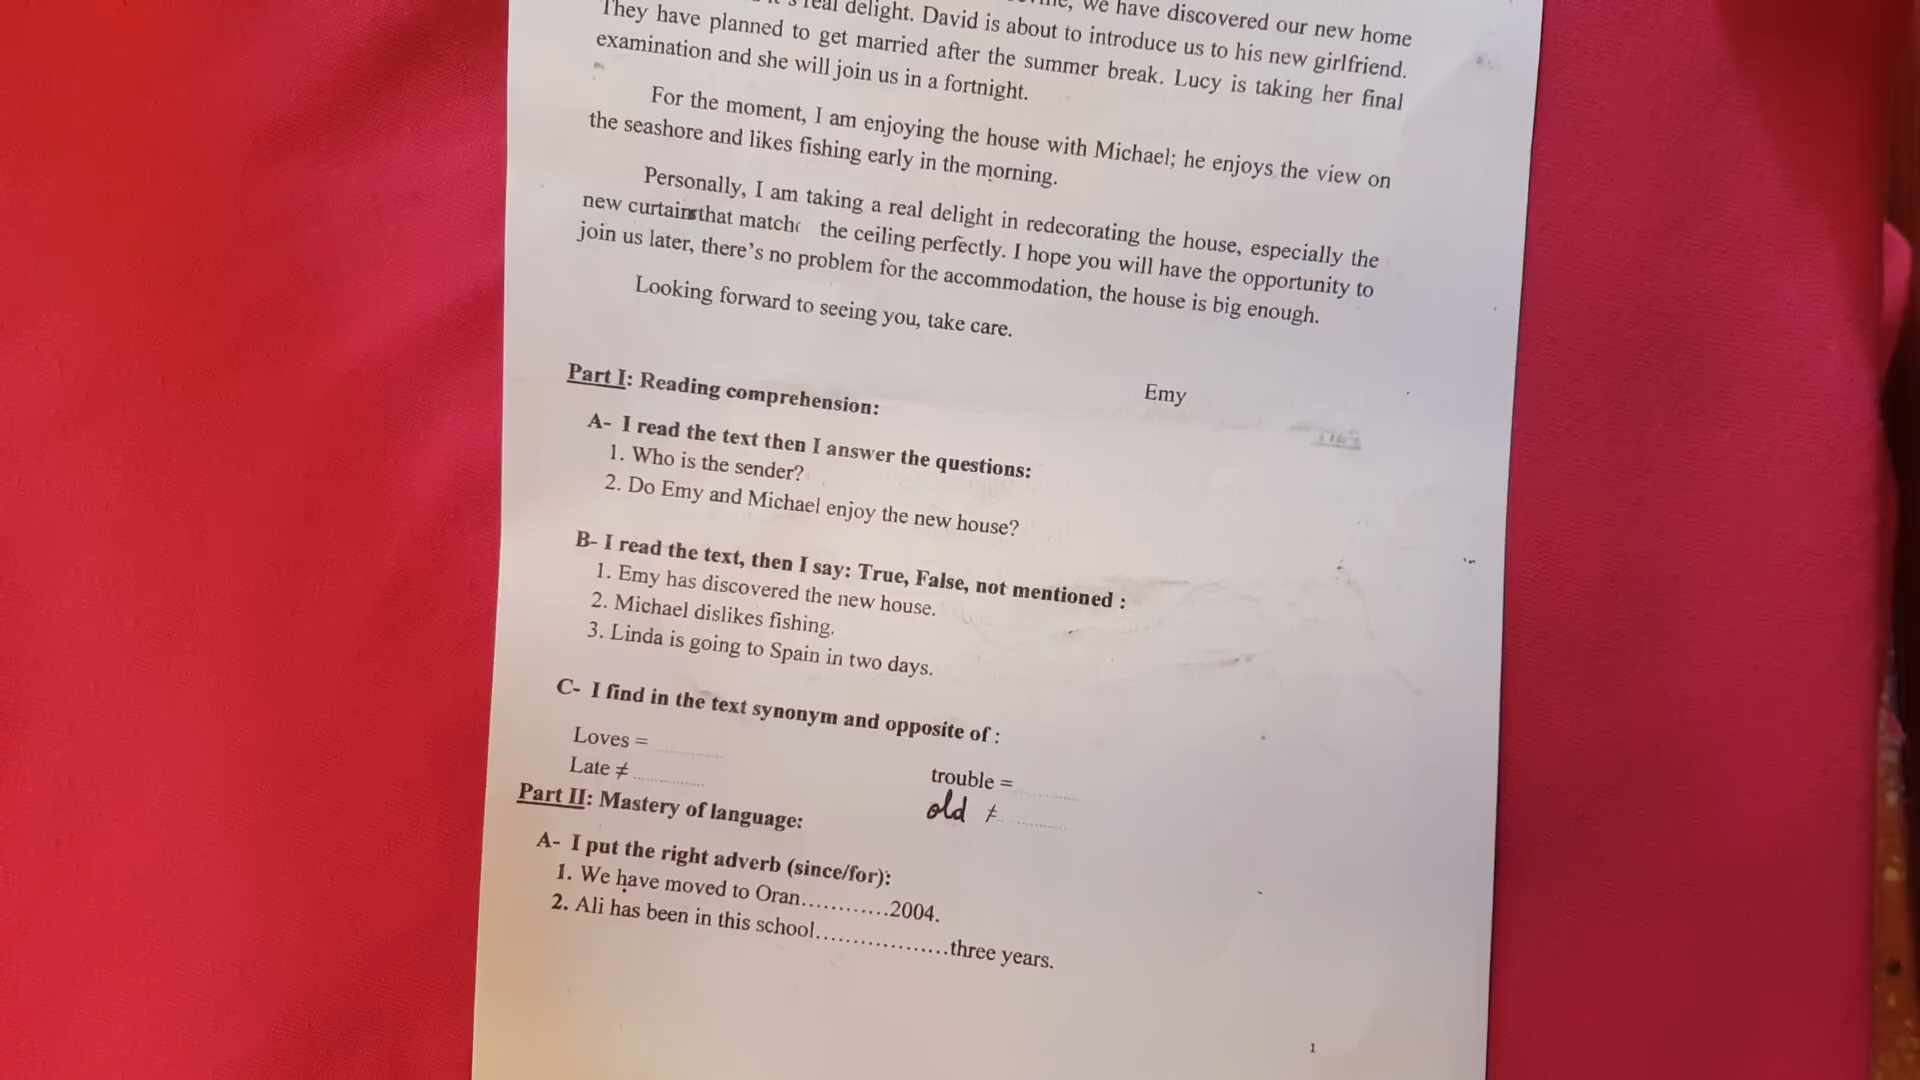 we have discovered our new home
real delight. David is about to introduce us to his new girlfriend.
They have planned to get married after the summer break. Lucy is taking her final
examination and she will join us in a fortnight.
For the moment, I am enjoying the house with Michael; he enjoys the view on
the seashore and likes fishing early in the morning.
Personally, I am taking a real delight in redecorating the house, especially the
new curtains that match the ceiling perfectly. I hope you will have the opportunity to
join us later, there's no problem for the accommodation, the house is big enough.
Looking forward to seeing you, take care.
Emy
Part I: Reading comprehension:
A- I read the text then I answer the questions:
1. Who is the sender?
2. Do Emy and Michael enjoy the new house?
B- I read the text, then I say: True, False, not mentioned :
1. Emy has discovered the new house.
2. Michael dislikes fishing.
3. Linda is going to Spain in two days.
C- I find in the text synonym and opposite of :
Loves = ............ trouble = ............
Late ≠ ............ old ≠ ............
Part II: Mastery of language:
A- I put the right adverb (since/for):
1. We have moved to Oran............2004.
2. Ali has been in this school..................three years.
1